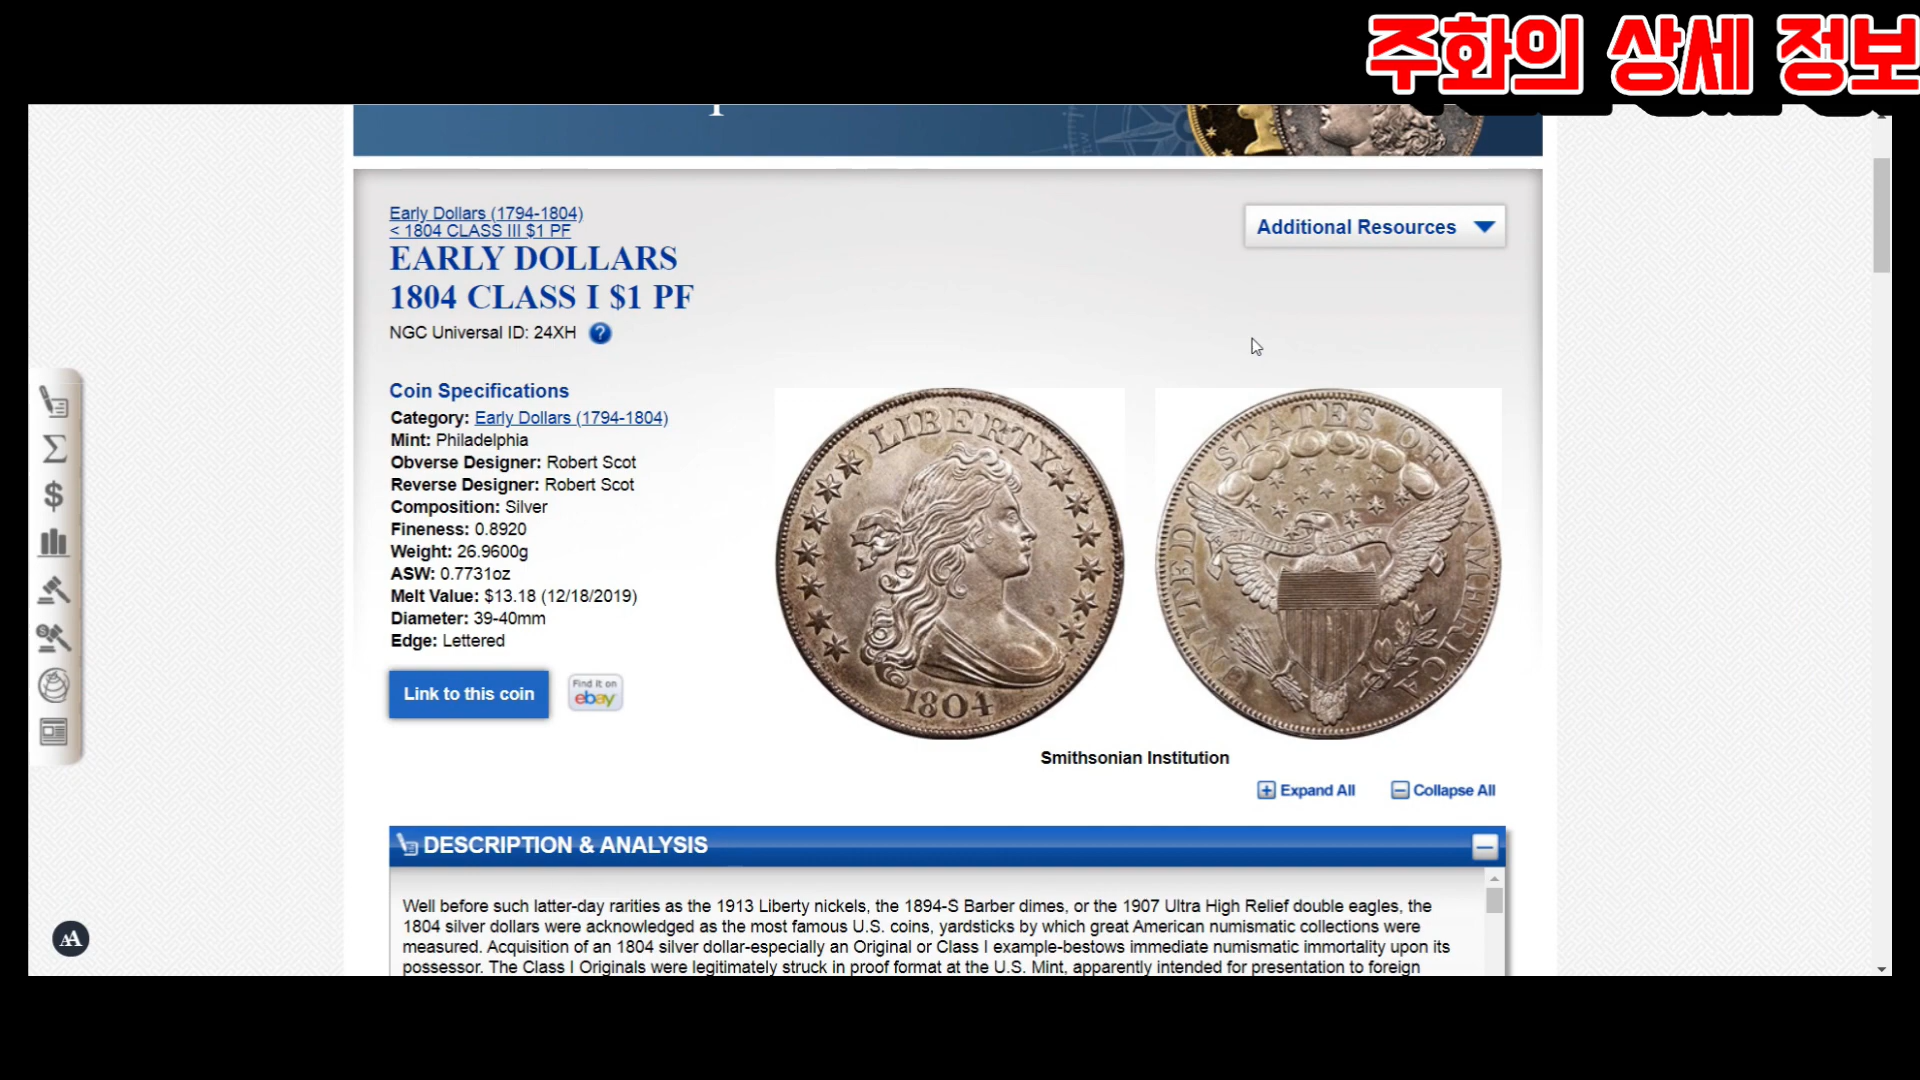 주화의 상세 정보
Early Dollars (1794-1804)
< 1804 CLASS III $1 PF
EARLY DOLLARS
1804 CLASS I $1 PF
NGC Universal ID: 24XH ?
Additional Resources
Coin Specifications
Category: Early Dollars (1794-1804)
Mint: Philadelphia
Obverse Designer: Robert Scot
Reverse Designer: Robert Scot
Composition: Silver
Fineness: 0.8920
Weight: 26.9600g
ASW: 0.7731oz
Melt Value: $13.18 (12/18/2019)
Diameter: 39-40mm
Edge: Lettered
Link to this coin
Find it on
ebay
LIBERTY
1804
UNITED STATES OF AMERICA
Smithsonian Institution
Expand All
Collapse All
DESCRIPTION & ANALYSIS
Well before such latter-day rarities as the 1913 Liberty nickels, the 1894-S Barber dimes, or the 1907 Ultra High Relief double eagles, the
1804 silver dollars were acknowledged as the most famous U.S. coins, yardsticks by which great American numismatic collections were
measured. Acquisition of an 1804 silver dollar-especially an Original or Class I example-bestows immediate numismatic immortality upon its
possessor. The Class I Originals were legitimately struck in proof format at the U.S. Mint, apparently intended for presentation to foreign
AA